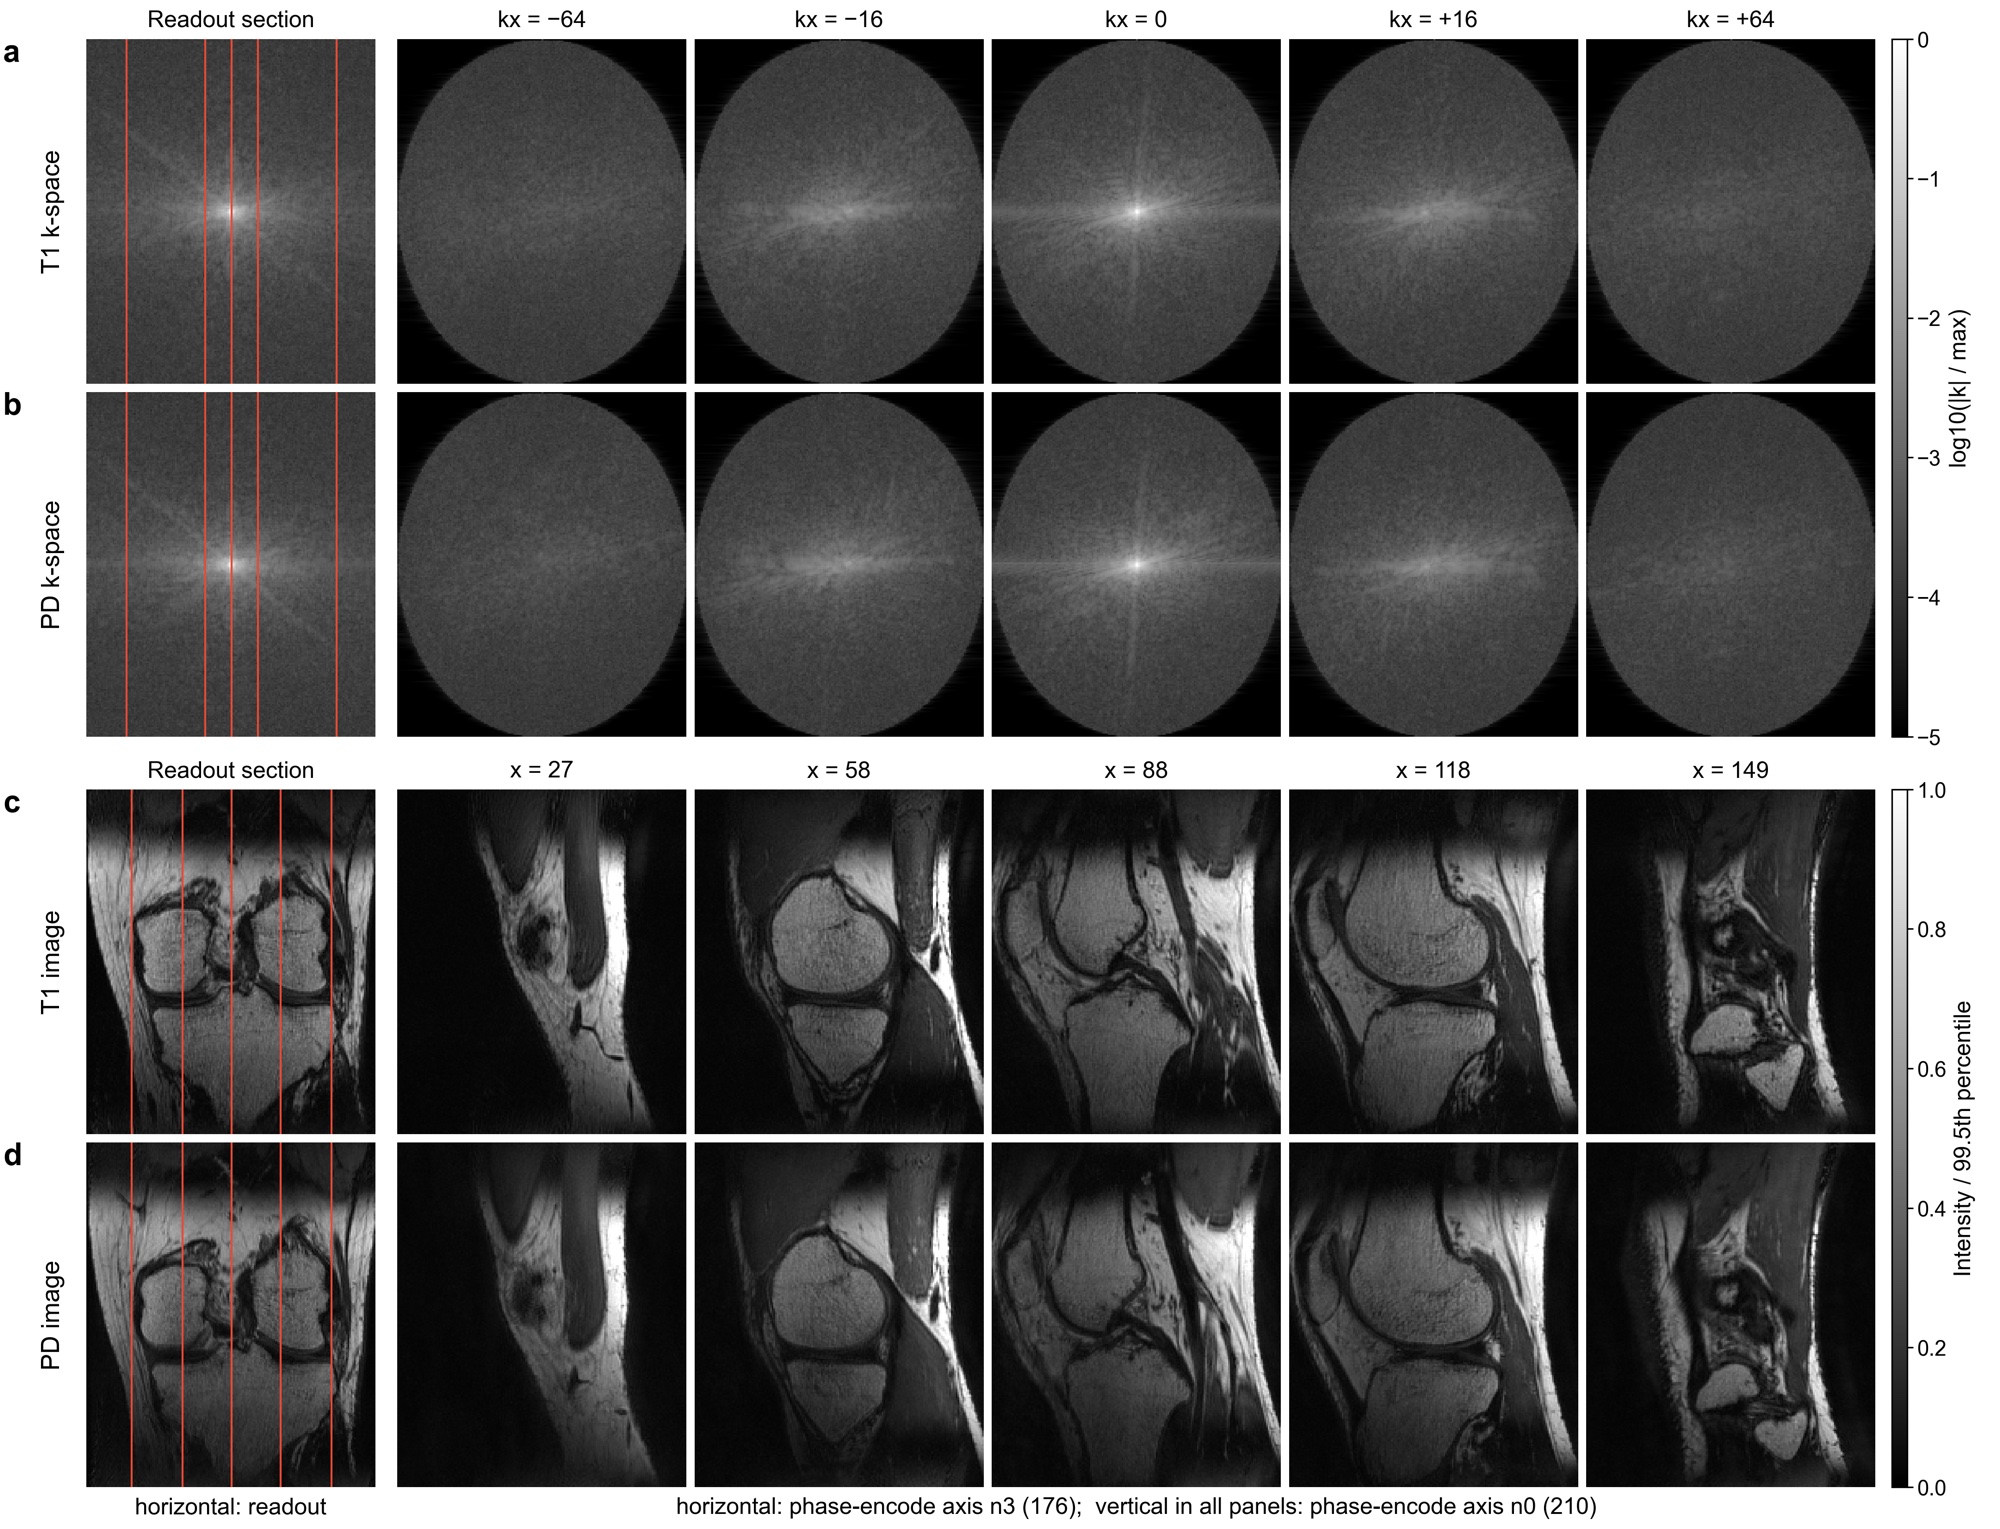 Readout section
kx = −64
kx = −16
kx = 0
kx = +16
kx = +64
a
T1 k-space
b
PD k-space
0
−1
−2
−3
−4
−5
log10(|k| / max)
Readout section
x = 27
x = 58
x = 88
x = 118
x = 149
c
T1 image
d
PD image
1.0
0.8
0.6
0.4
0.2
0.0
Intensity / 99.5th percentile
horizontal: readout
horizontal: phase-encode axis n3 (176);  vertical in all panels: phase-encode axis n0 (210)